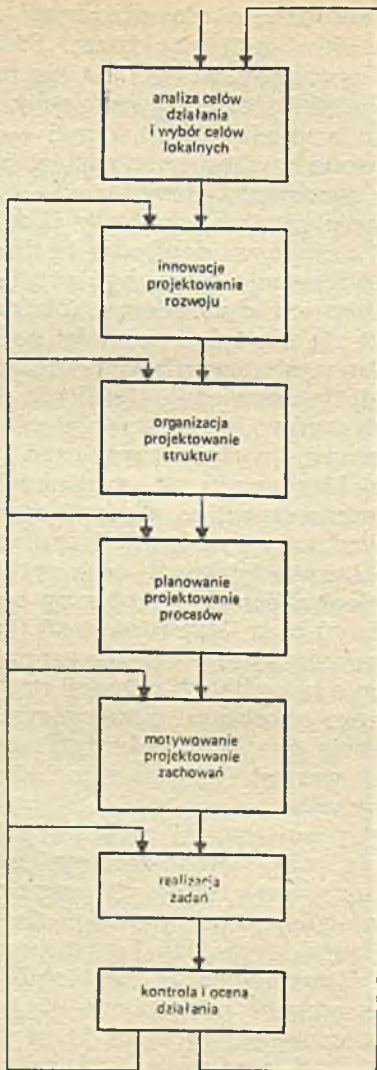 analiza celów
działania
i wybór celów
lokalnych
innowacje
projektowanie
rozwoju
organizacja
projektowanie
struktur
planowanie
projektowanie
procesów
motywowanie
projektowanie
zachowań
realizacja
zadań
kontrola i ocena
działania